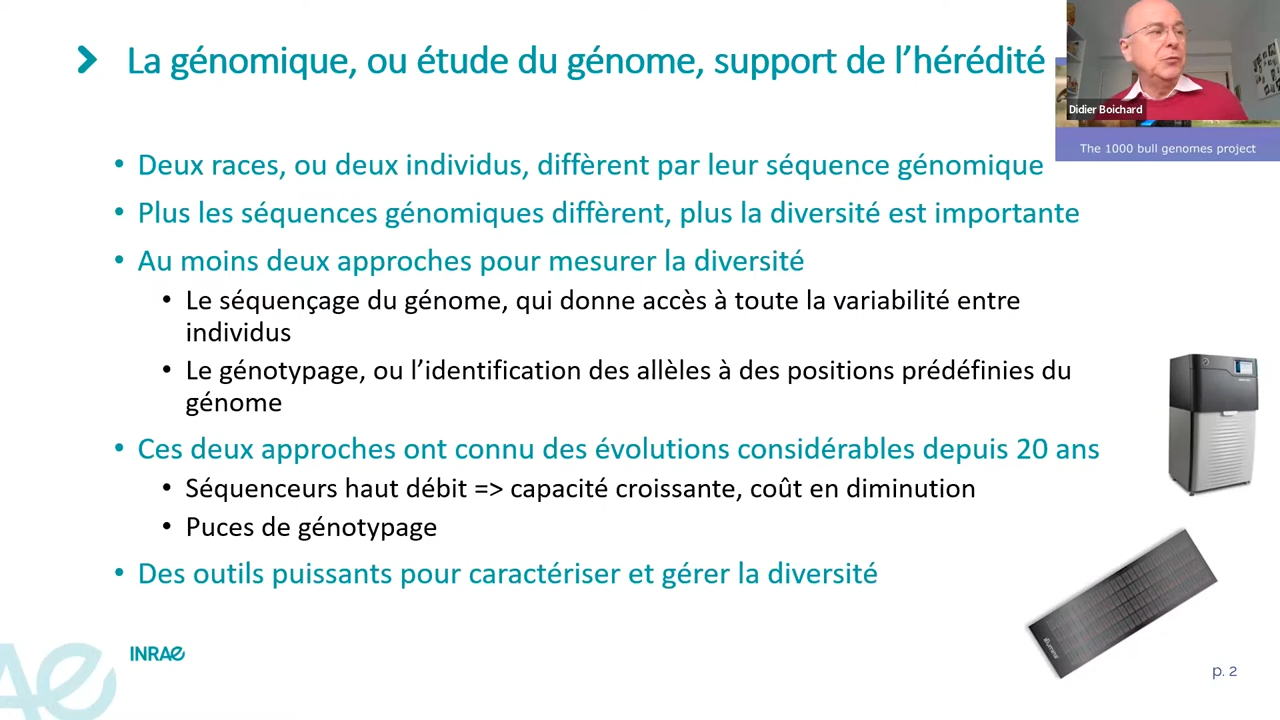 La génomique, ou étude du génome, support de l’hérédité
Didier Boichard
The 1000 bull genomes project
• Deux races, ou deux individus, diffèrent par leur séquence génomique
• Plus les séquences génomiques diffèrent, plus la diversité est importante
• Au moins deux approches pour mesurer la diversité
• Le séquençage du génome, qui donne accès à toute la variabilité entre
individus
• Le génotypage, ou l’identification des allèles à des positions prédéfinies du
génome
• Ces deux approches ont connu des évolutions considérables depuis 20 ans
• Séquenceurs haut débit => capacité croissante, coût en diminution
• Puces de génotypage
• Des outils puissants pour caractériser et gérer la diversité
illumina
INRAE
p. 2